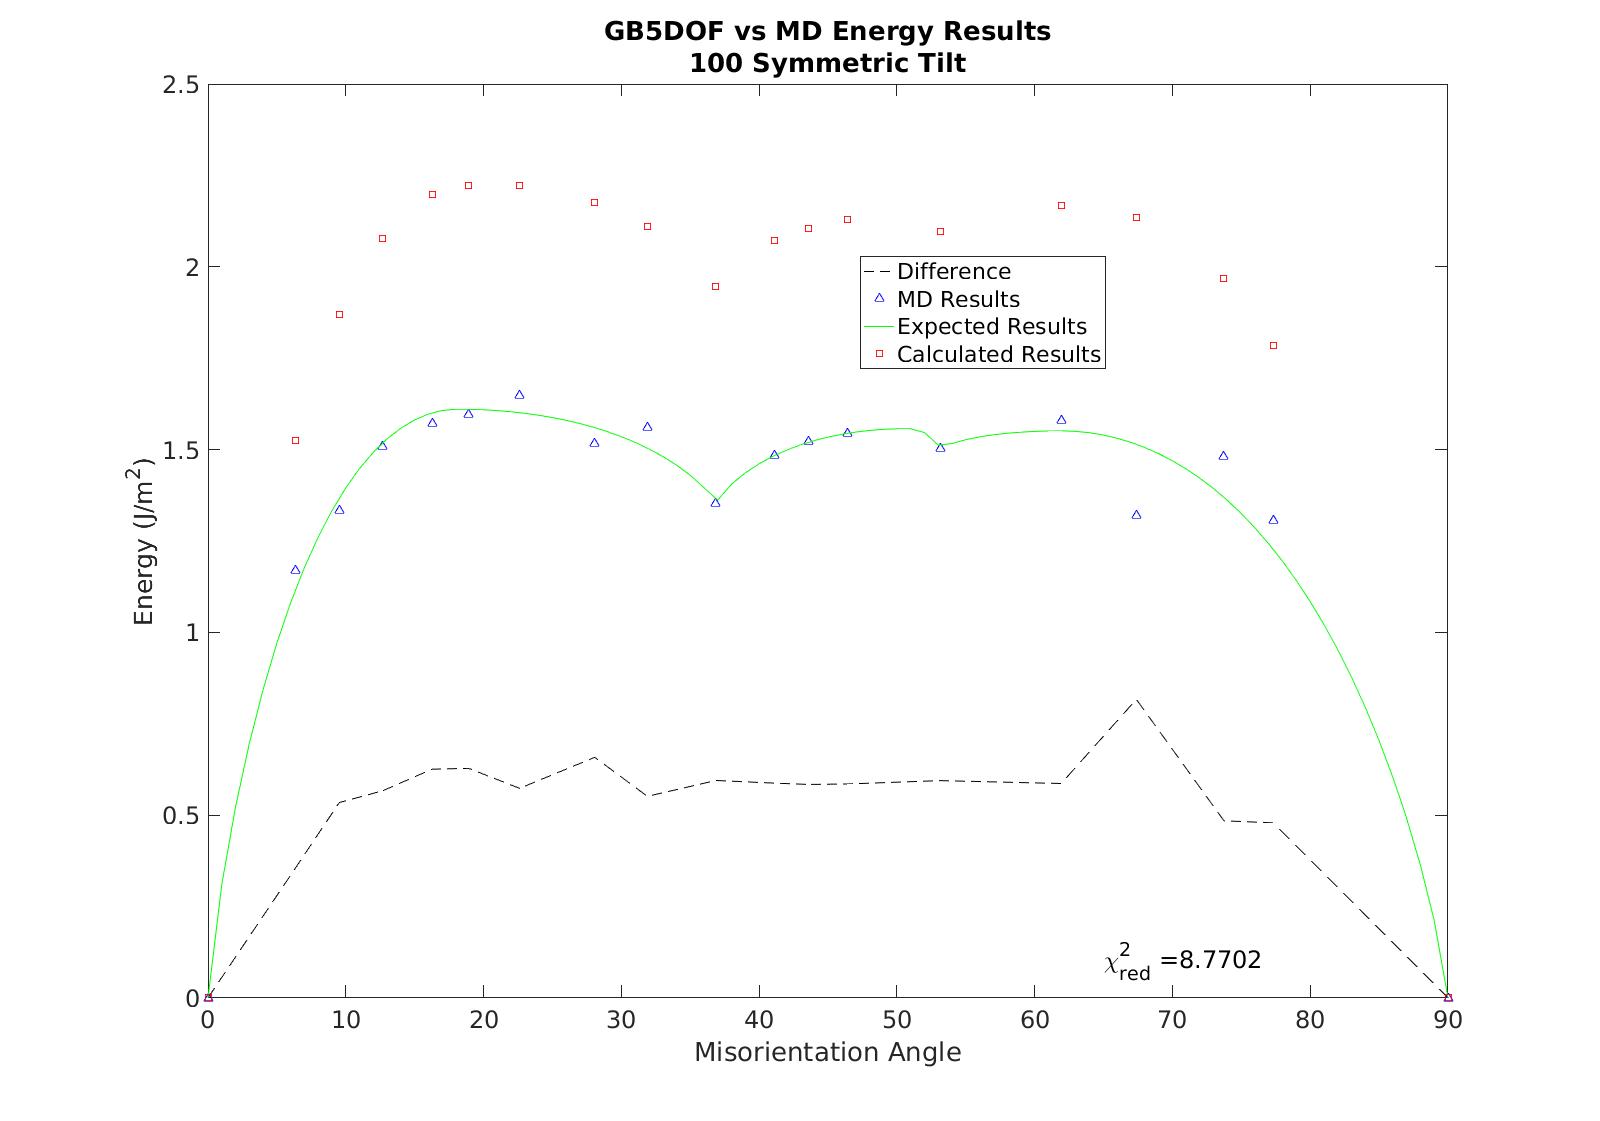 GB5DOF vs MD Energy Results
100 Symmetric Tilt
2.5
2
1.5
1
0.5
0
Energy (J/m²)
Difference
MD Results
Expected Results
Calculated Results
χ²red =8.7702
0 10 20 30 40 50 60 70 80 90
Misorientation Angle